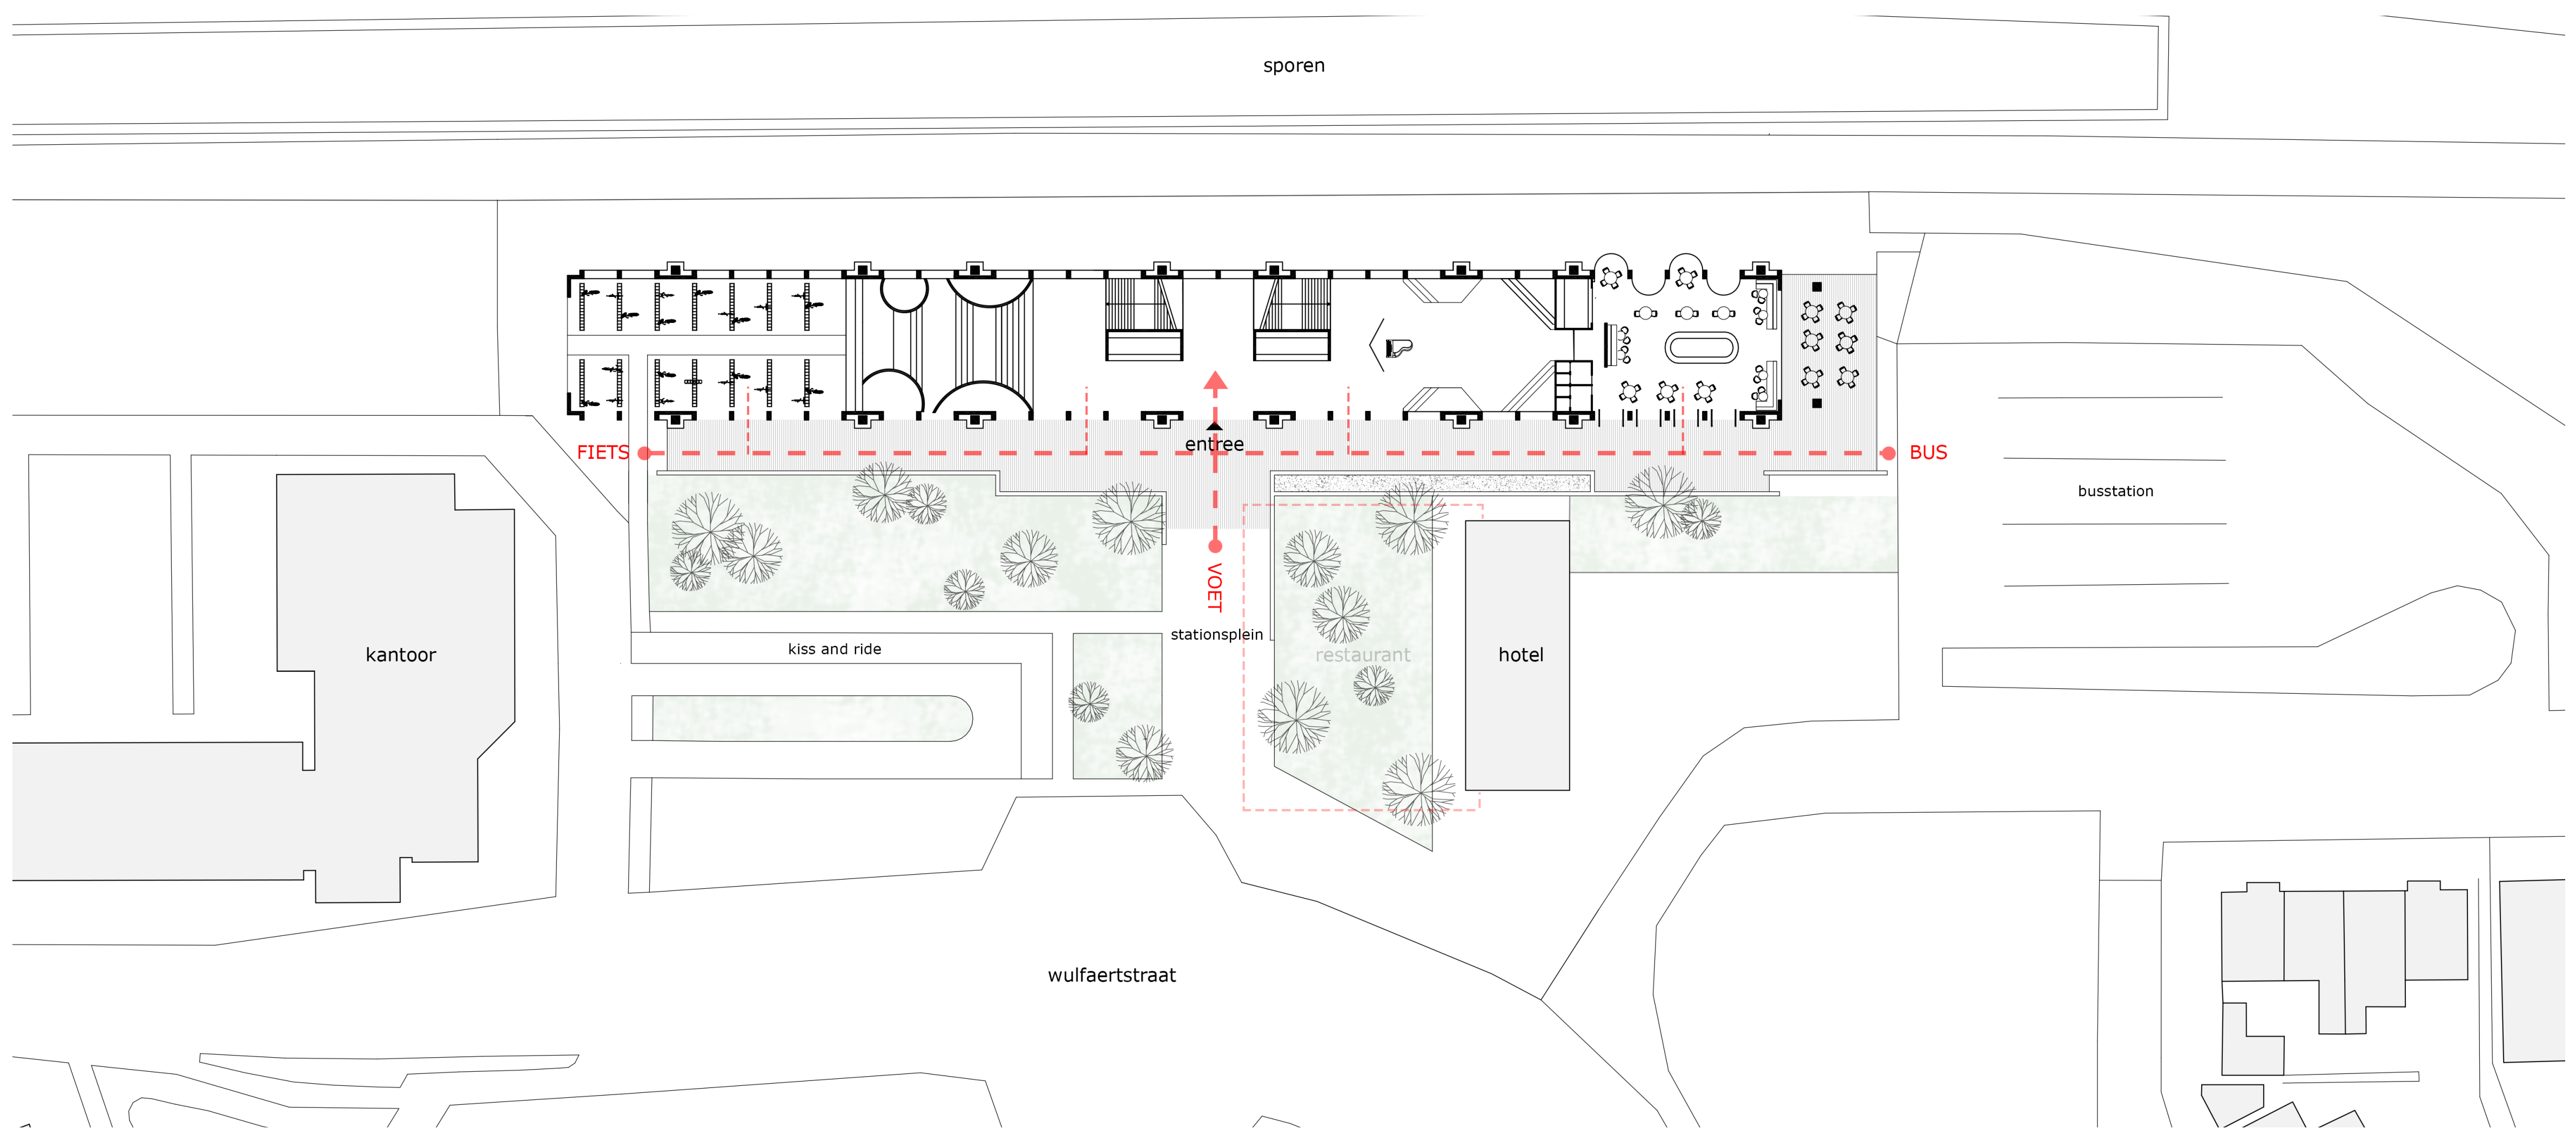 sporen
entree
FIETS
BUS
busstation
VOET
stationsplein
kiss and ride
kantoor
restaurant
hotel
wulfaertstraat